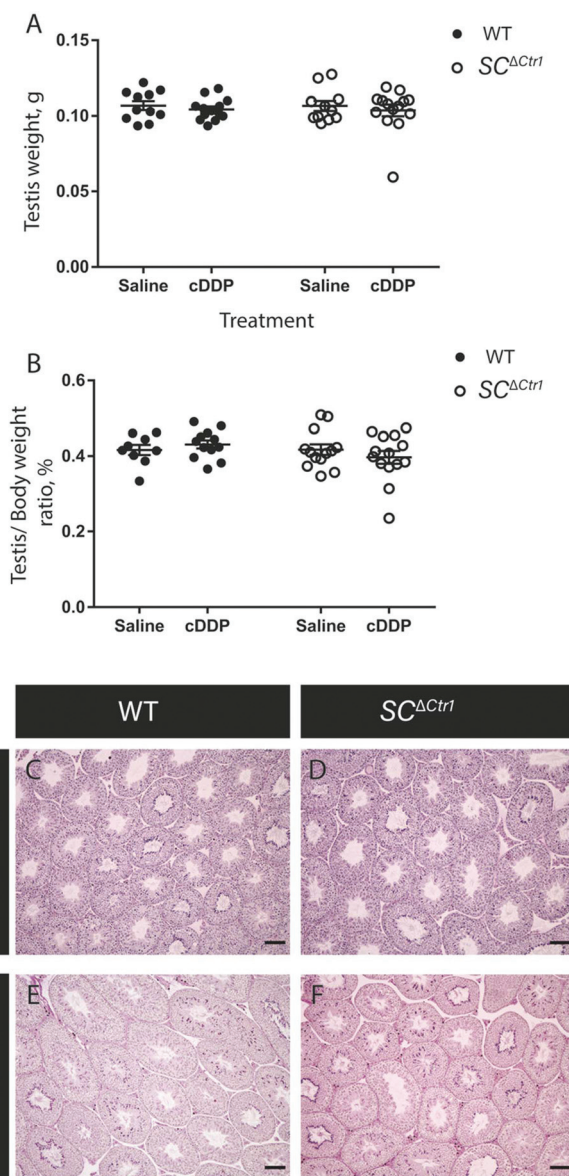 A
0.15
0.10
0.05
0.00
Testis weight, g
Saline
cDDP
Saline
cDDP
Treatment
WT
SCΔCtr1
B
0.6
0.4
0.2
0.0
Testis/ Body weight
ratio, %
Saline
cDDP
Saline
cDDP
WT
SCΔCtr1
WT
SCΔCtr1
C
D
E
F